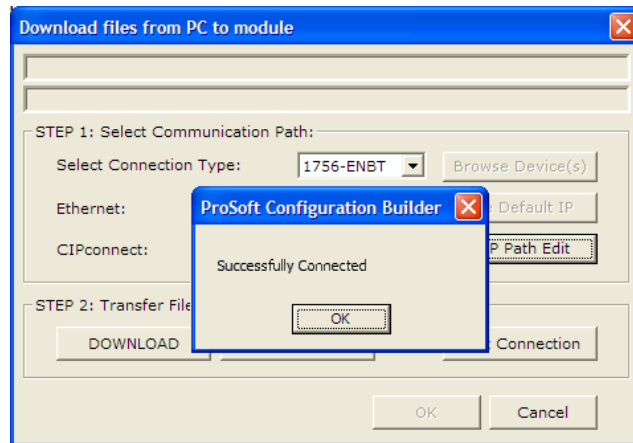 Download files from PC to module
STEP 1: Select Communication Path:
Select Connection Type: 1756-ENBT Browse Device(s)
Ethernet: Default IP
CIPconnect: Path Edit
ProSoft Configuration Builder
Successfully Connected
OK
STEP 2: Transfer File
DOWNLOAD Connection
OK Cancel